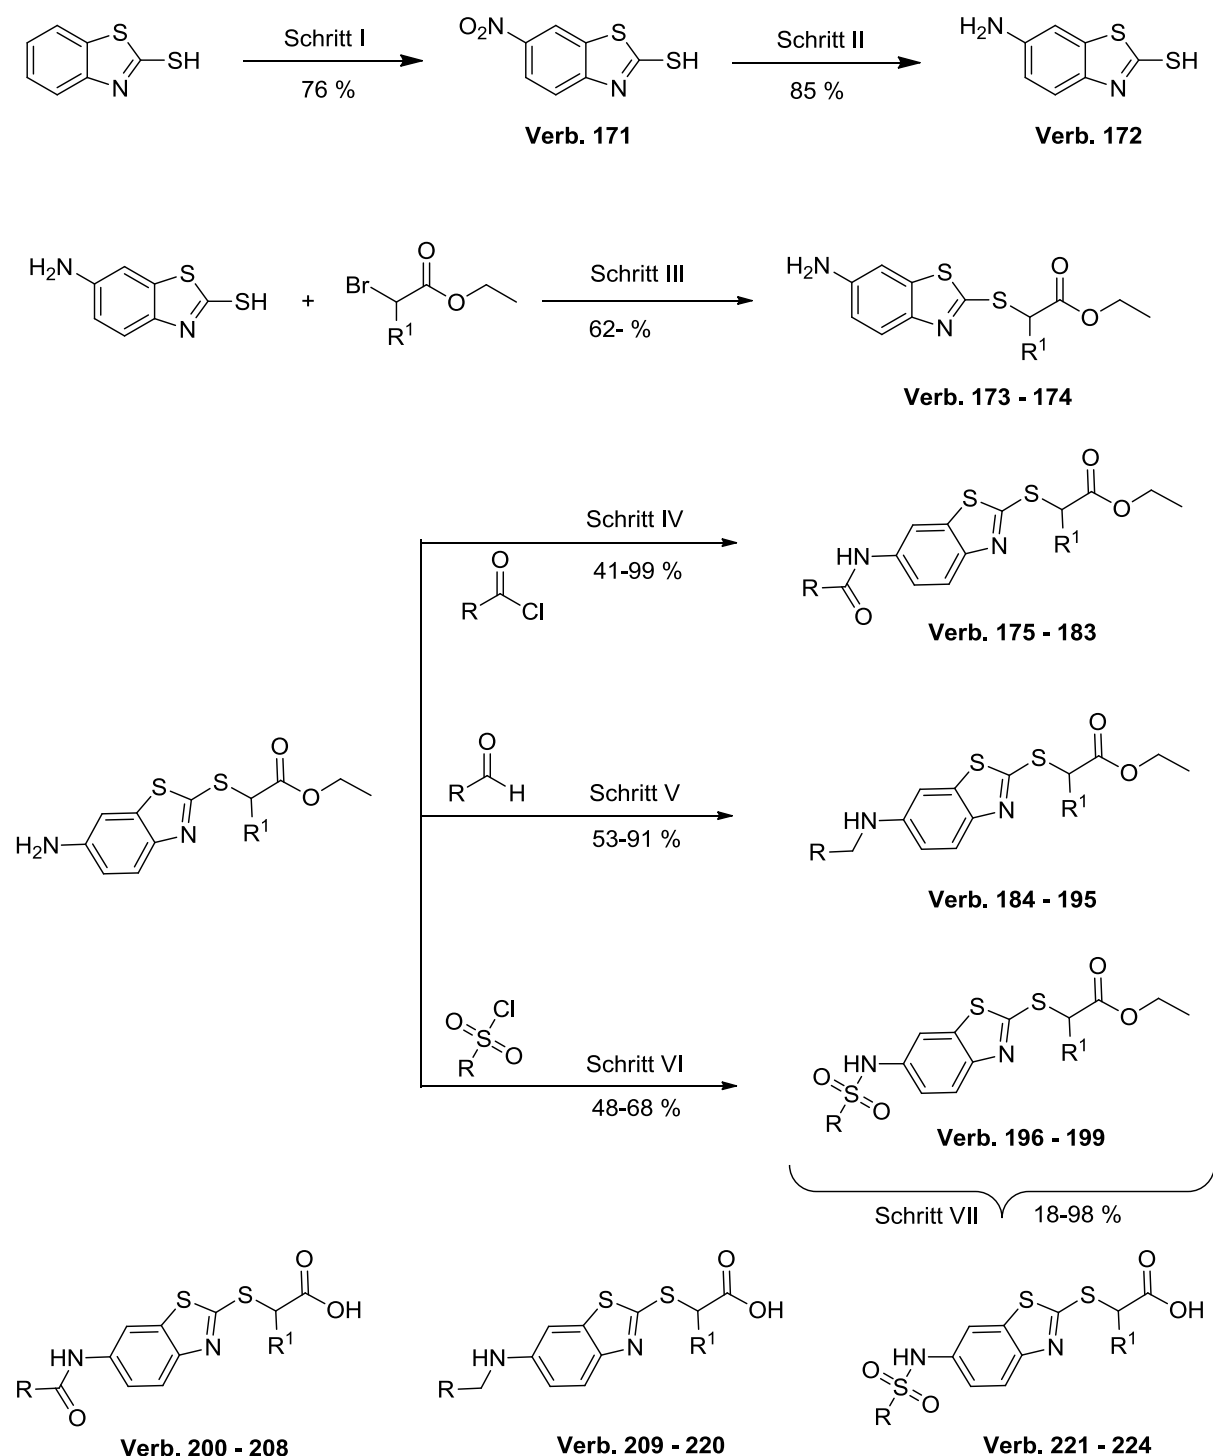 S
N
SH
Schritt I
76 %
O2N
S
N
SH
Verb. 171
Schritt II
85 %
H2N
S
N
SH
Verb. 172
H2N
S
N
SH
+
Br
O
O
R1
Schritt III
62- %
H2N
S
N
S
O
O
R1
Verb. 173 - 174
Schritt IV
41-99 %
R
O
Cl
HN
R
O
S
N
S
O
O
R1
Verb. 175 - 183
H2N
S
N
S
O
O
R1
R
O
H
Schritt V
53-91 %
HN
R
S
N
S
O
O
R1
Verb. 184 - 195
Cl
O
S
O
R
Schritt VI
48-68 %
HN
O
S
O
R
S
N
S
O
O
R1
Verb. 196 - 199
Schritt VII 18-98 %
HN
R
O
S
N
S
O
OH
R1
Verb. 200 - 208
HN
R
S
N
S
O
OH
R1
Verb. 209 - 220
HN
O
S
O
R
S
N
S
O
OH
R1
Verb. 221 - 224